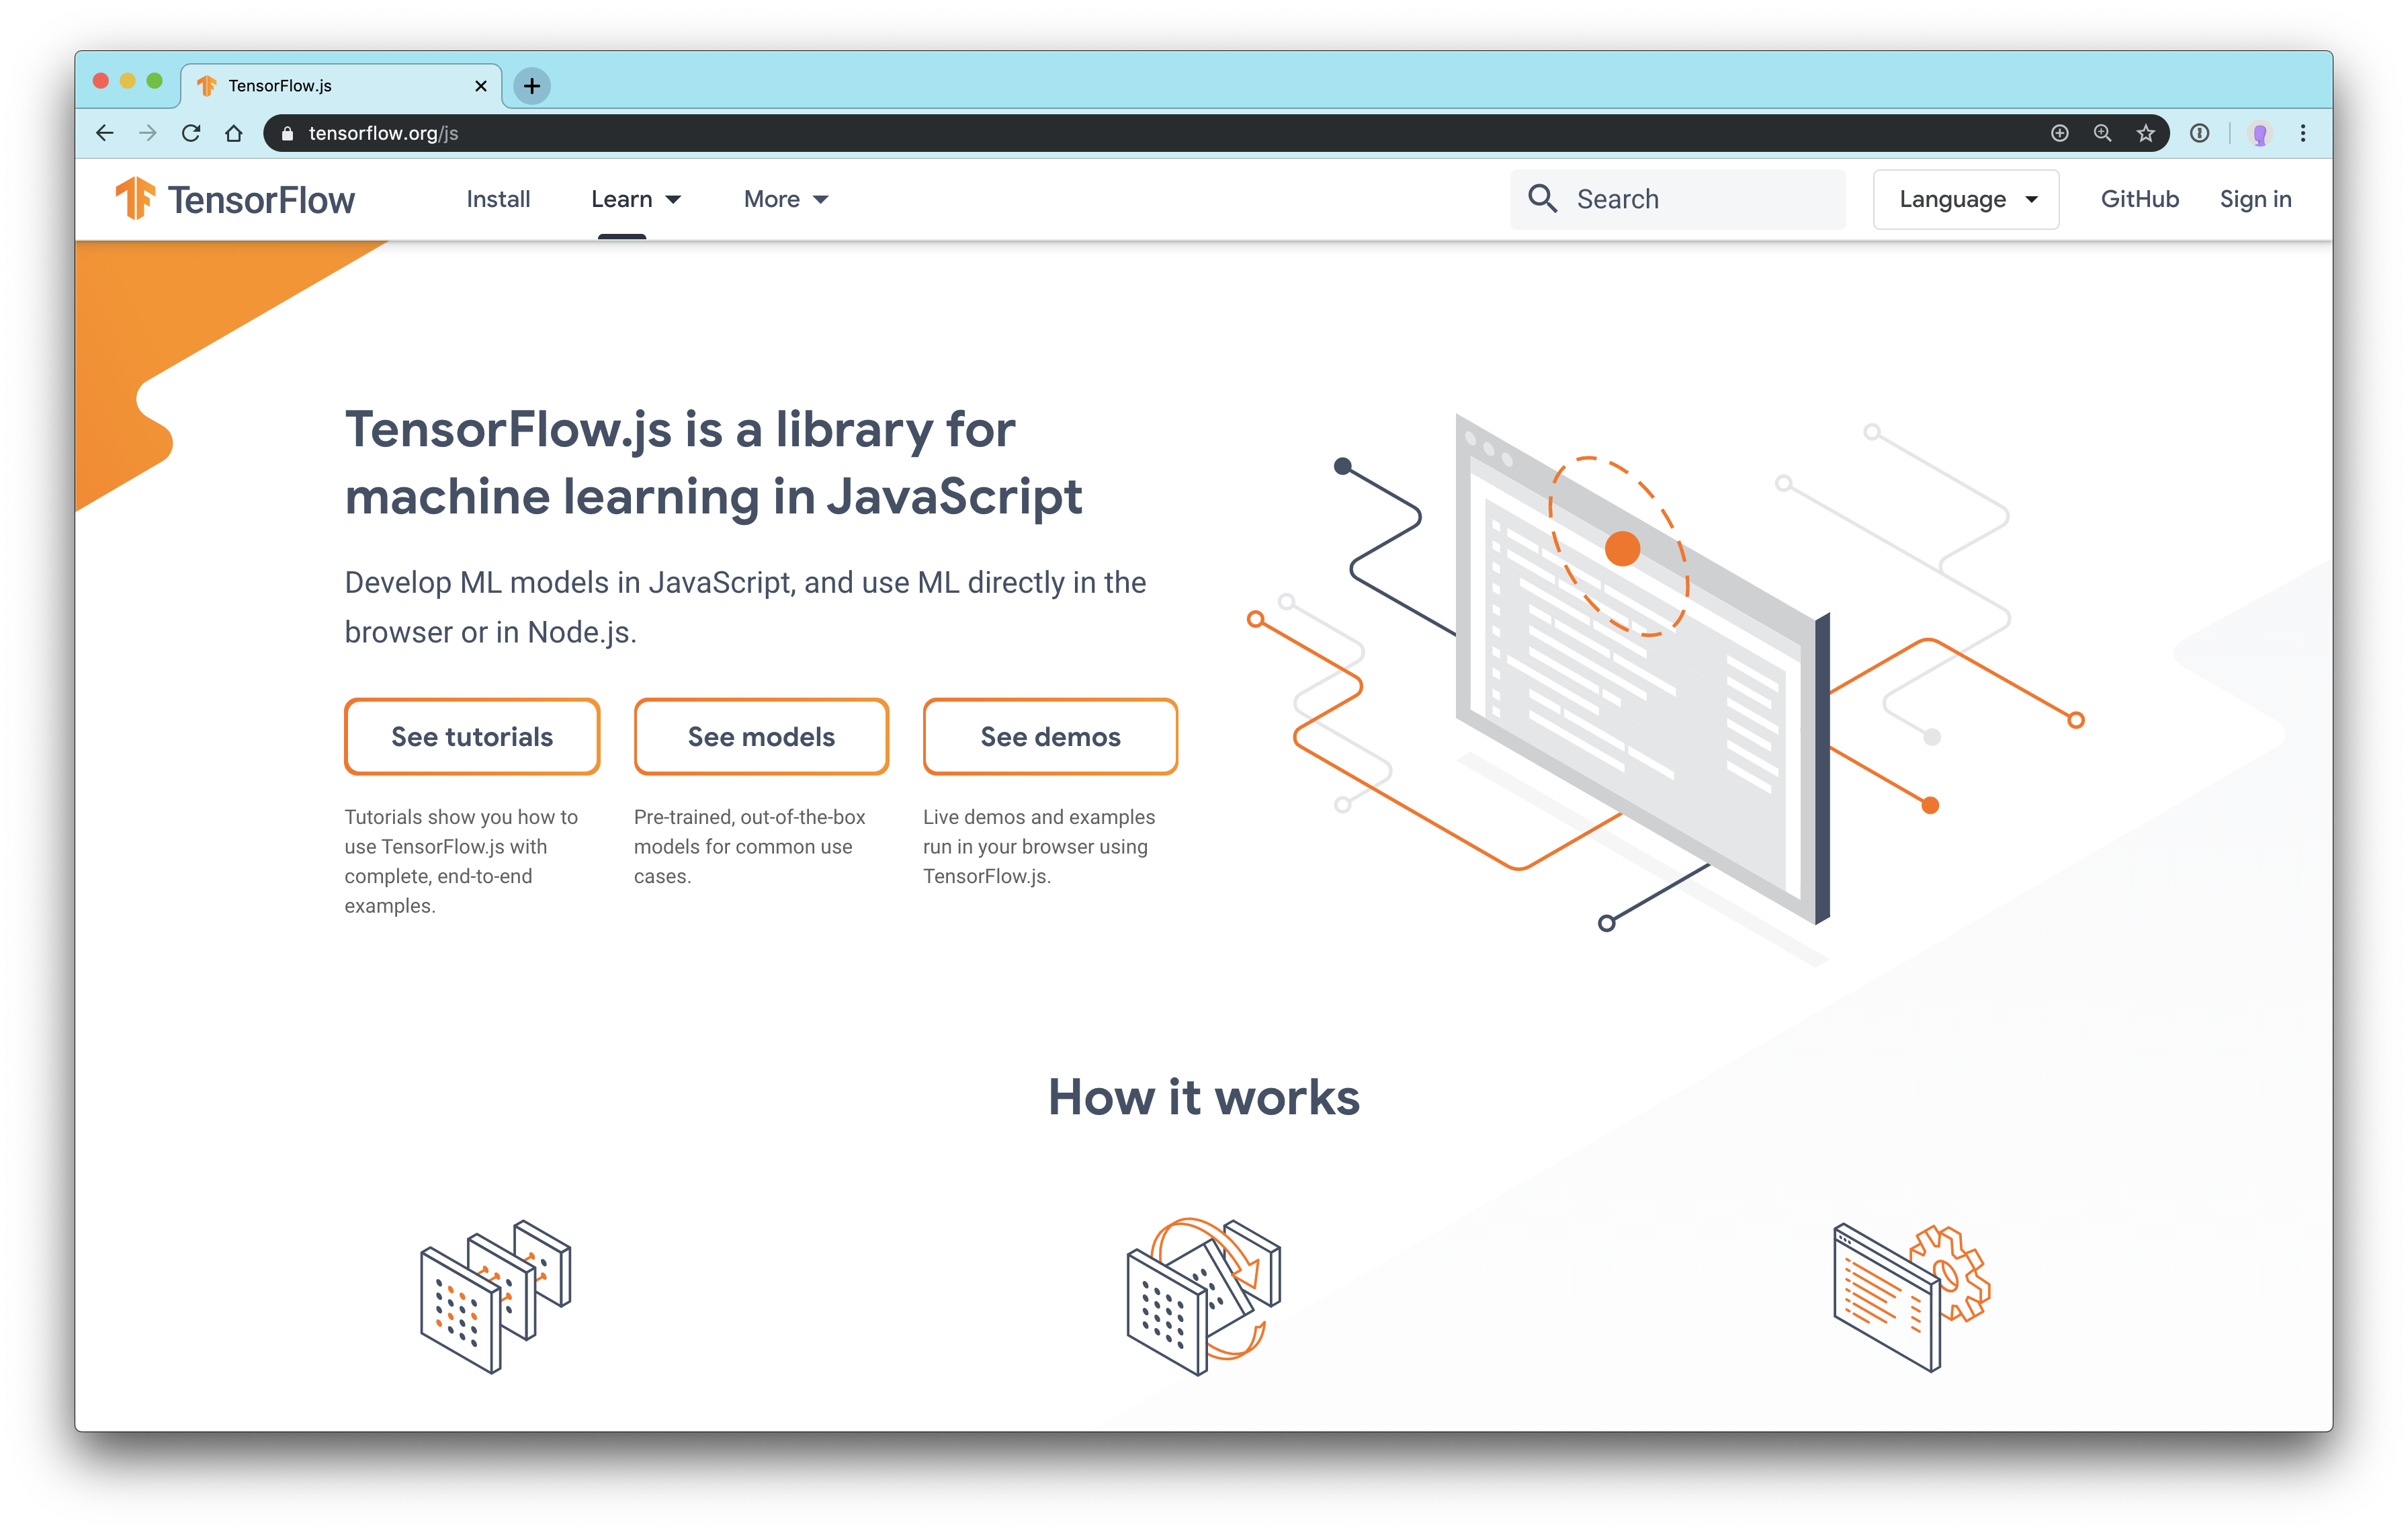 TensorFlow.js
tensorflow.org/js
TensorFlow Install Learn More Search Language GitHub Sign in
TensorFlow.js is a library for
machine learning in JavaScript
Develop ML models in JavaScript, and use ML directly in the
browser or in Node.js.
See tutorials
Tutorials show you how to
use TensorFlow.js with
complete, end-to-end
examples.
See models
Pre-trained, out-of-the-box
models for common use
cases.
See demos
Live demos and examples
run in your browser using
TensorFlow.js.
How it works